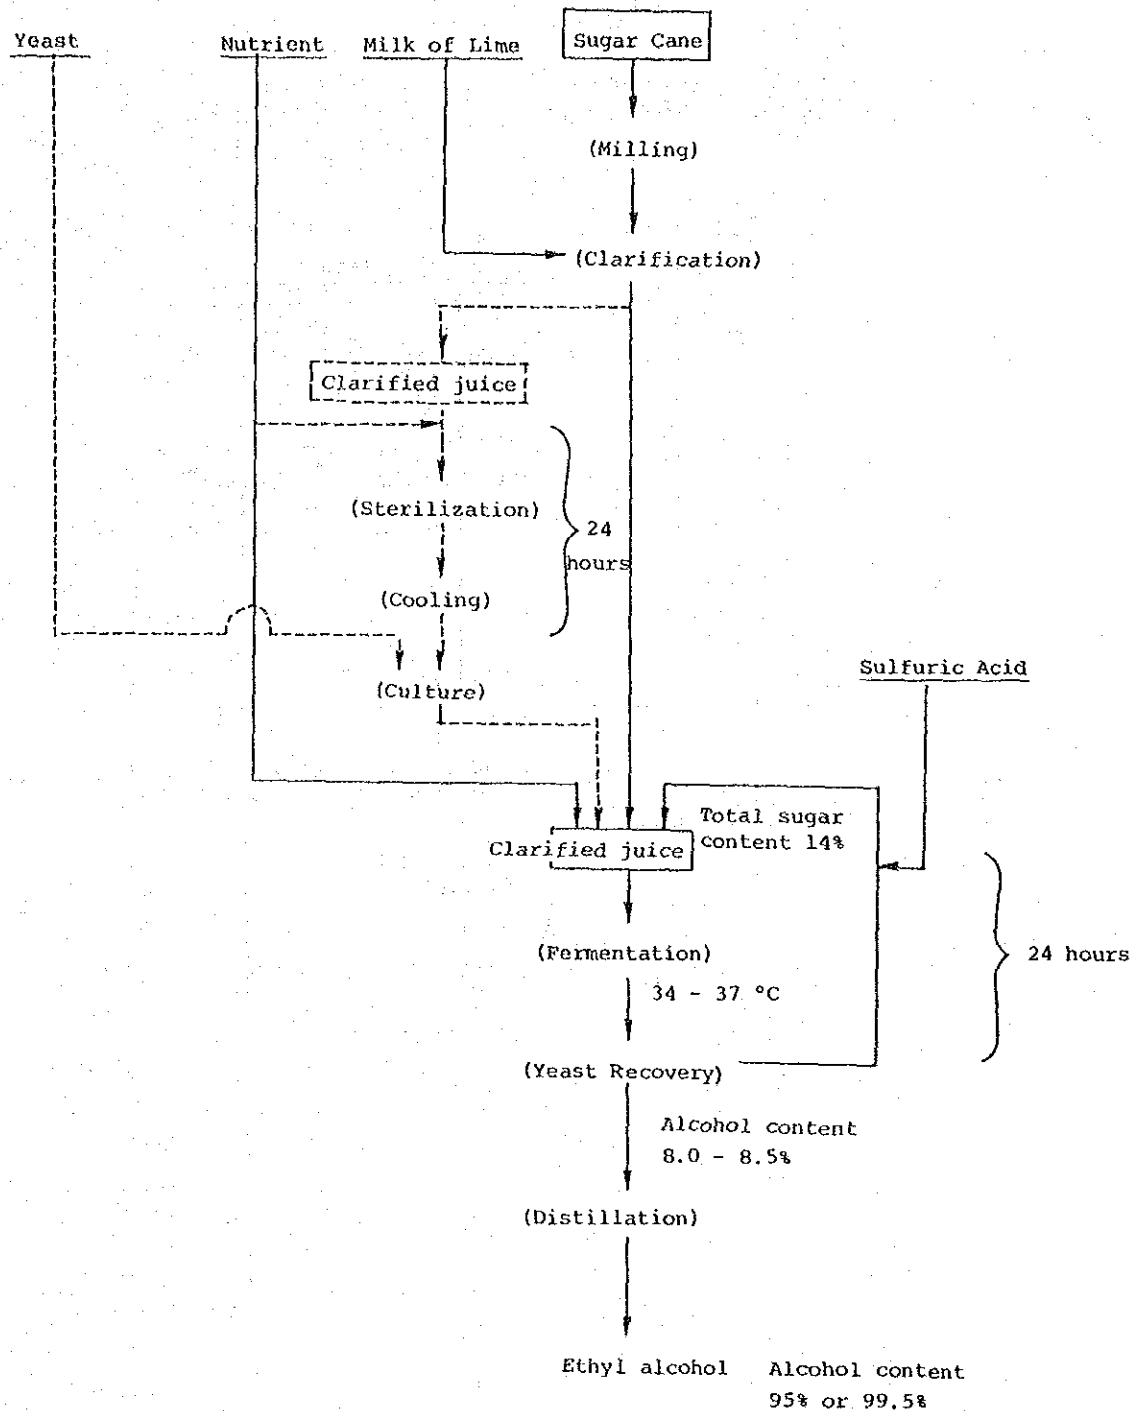 Yeast
Nutrient
Milk of Lime
Sugar Cane
(Milling)
(Clarification)
Clarified juice
(Sterilization)
24
hours
(Cooling)
(Culture)
Sulfuric Acid
Total sugar
content 14%
Clarified juice
(Fermentation)
24 hours
34 - 37 °C
(Yeast Recovery)
Alcohol content
8.0 - 8.5%
(Distillation)
Ethyl alcohol
Alcohol content
95% or 99.5%